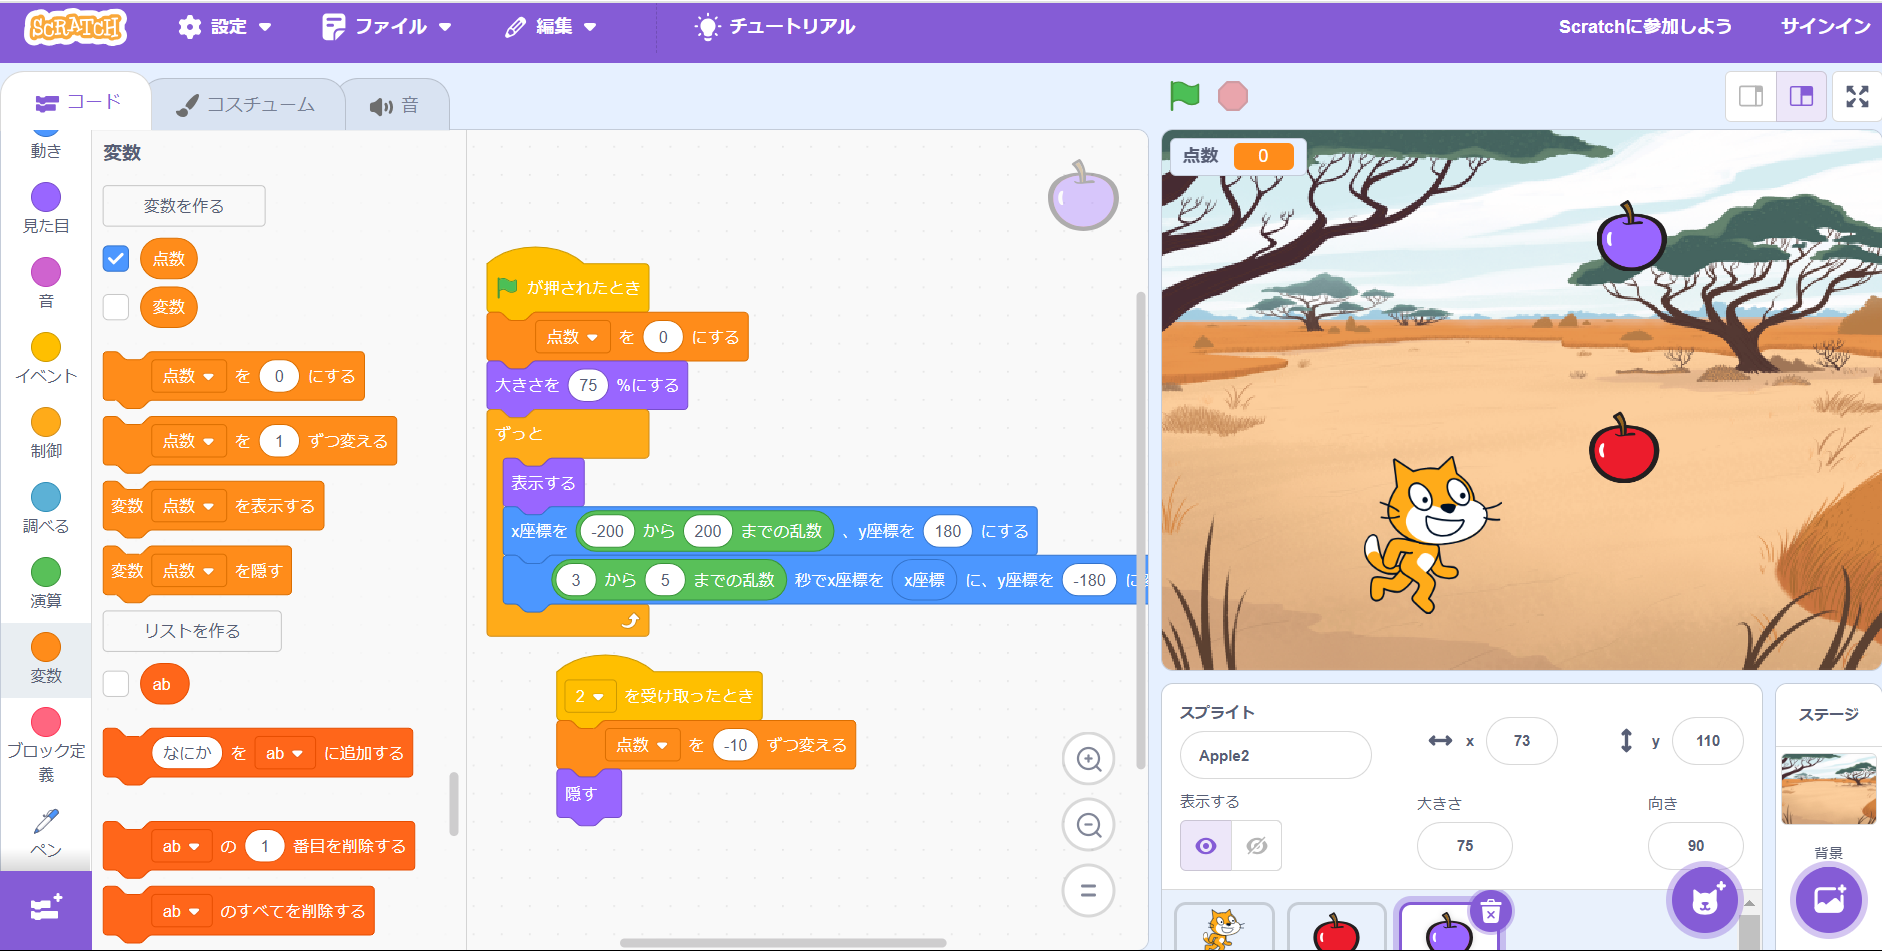 SCRATCH 設定 ファイル 編集 チュートリアル Scratchに参加しよう サインイン
コード コスチューム 音
動き
見た目
音
イベント
制御
調べる
演算
変数
ブロック定
義
ペン
変数
変数を作る
点数
変数
点数 を 0 にする
点数 を 1 ずつ変える
変数 点数 を表示する
変数 点数 を隠す
リストを作る
ab
なにか を ab に追加する
ab の 1 番目を削除する
ab のすべてを削除する
が押されたとき
点数 を 0 にする
大きさを 75 %にする
ずっと
表示する
x座標を -200 から 200 までの乱数 、y座標を 180 にする
3 から 5 までの乱数 秒でx座標を x座標 に、y座標を -180 に
2 を受け取ったとき
点数 を -10 ずつ変える
隠す
点数 0
スプライト
Apple2
x 73 y 110
表示する 大きさ 向き
75 90
ステージ
背景